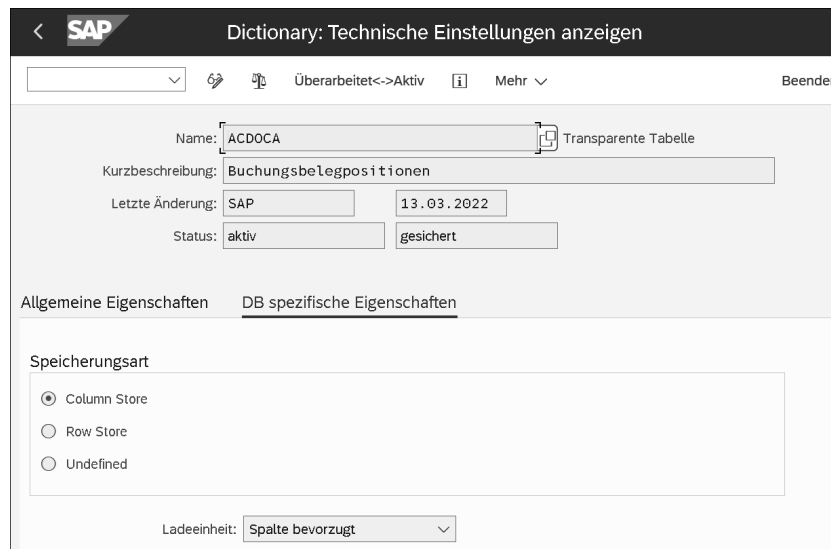 SAP Dictionary: Technische Einstellungen anzeigen
Überarbeitet<->Aktiv Mehr Beende
Name: ACDOCA Transparente Tabelle
Kurzbeschreibung: Buchungsbelegpositionen
Letzte Änderung: SAP 13.03.2022
Status: aktiv gesichert
Allgemeine Eigenschaften DB spezifische Eigenschaften
Speicherungsart
Column Store
Row Store
Undefined
Ladeeinheit: Spalte bevorzugt